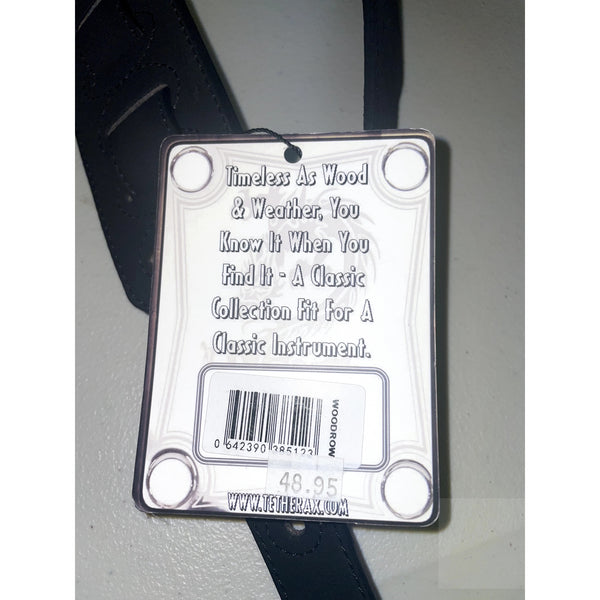 Timeless As Wood
& Weather, You
Know It When You
Find It - A Classic
Collection Fit For A
Classic Instrument.
WOODROW
0 642390 385123
48.95
WWW.TETHERAX.COM